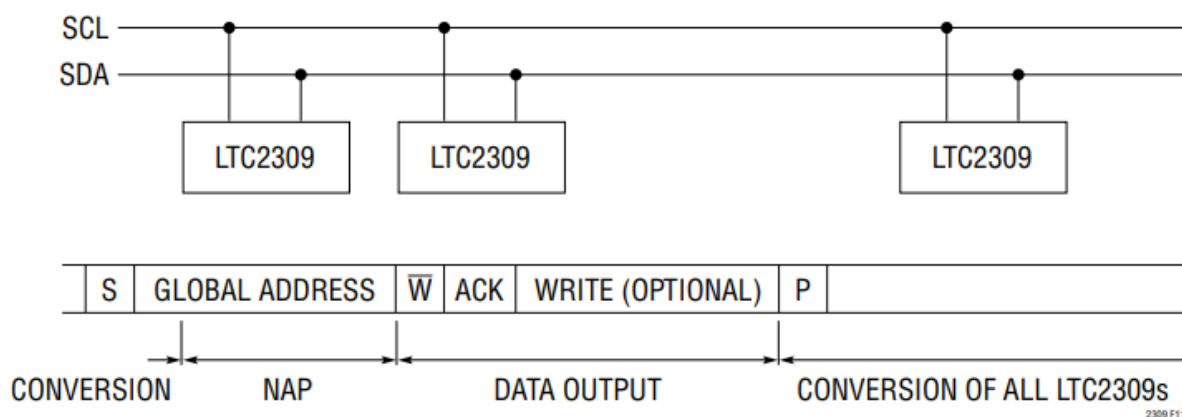 SCL
SDA
LTC2309 LTC2309 LTC2309
S GLOBAL ADDRESS W̅ ACK WRITE (OPTIONAL) P
CONVERSION NAP DATA OUTPUT CONVERSION OF ALL LTC2309s